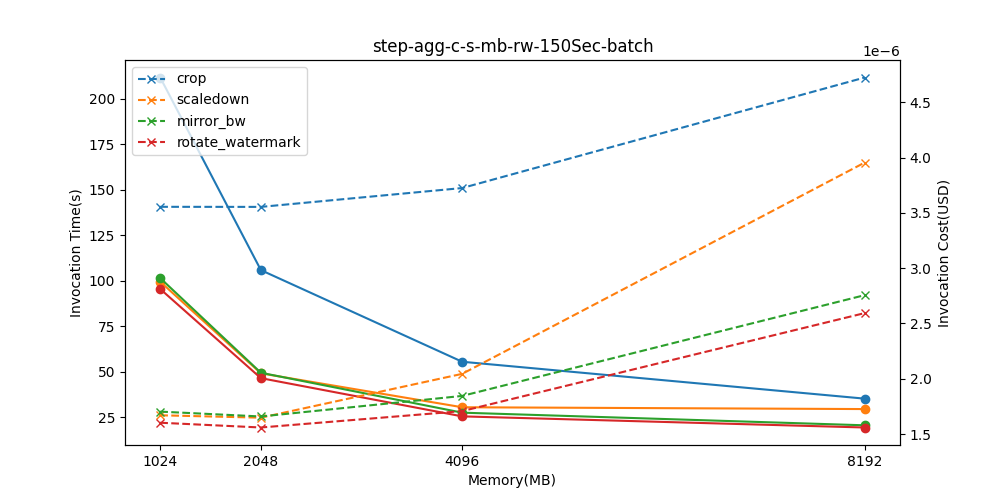 step-agg-c-s-mb-rw-150Sec-batch
1e−6
crop
scaledown
mirror_bw
rotate_watermark
200
175
150
125
100
75
50
25
Invocation Time(s)
4.5
4.0
3.5
3.0
2.5
2.0
1.5
Invocation Cost(USD)
1024 2048 4096 8192
Memory(MB)